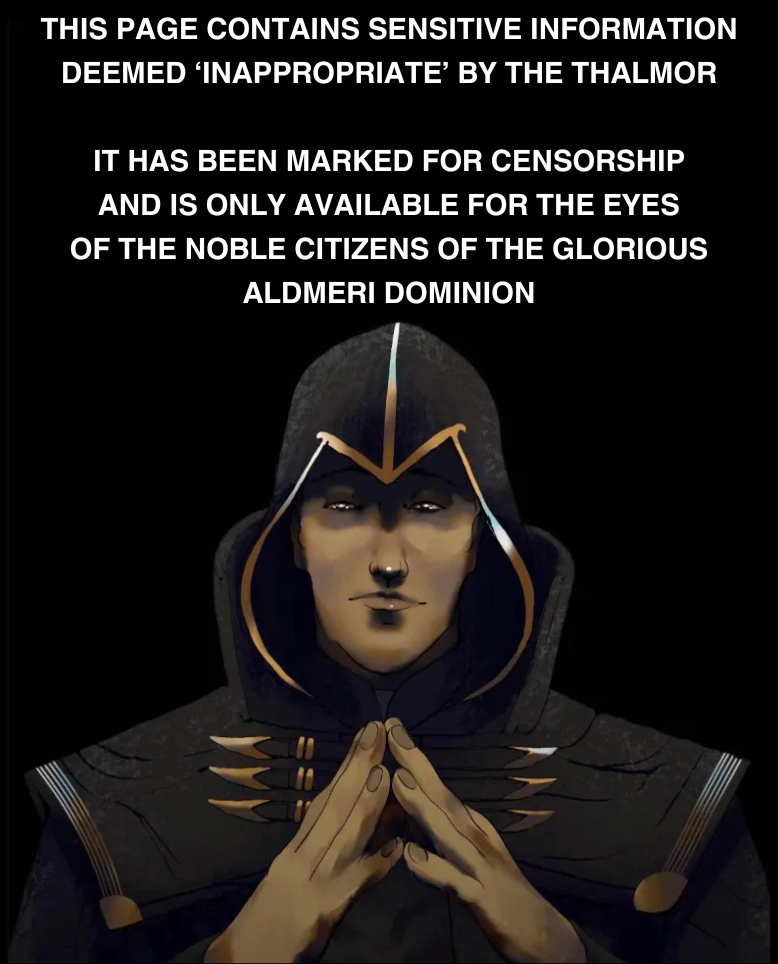 THIS PAGE CONTAINS SENSITIVE INFORMATION
DEEMED ‘INAPPROPRIATE’ BY THE THALMOR
IT HAS BEEN MARKED FOR CENSORSHIP
AND IS ONLY AVAILABLE FOR THE EYES
OF THE NOBLE CITIZENS OF THE GLORIOUS
ALDMERI DOMINION